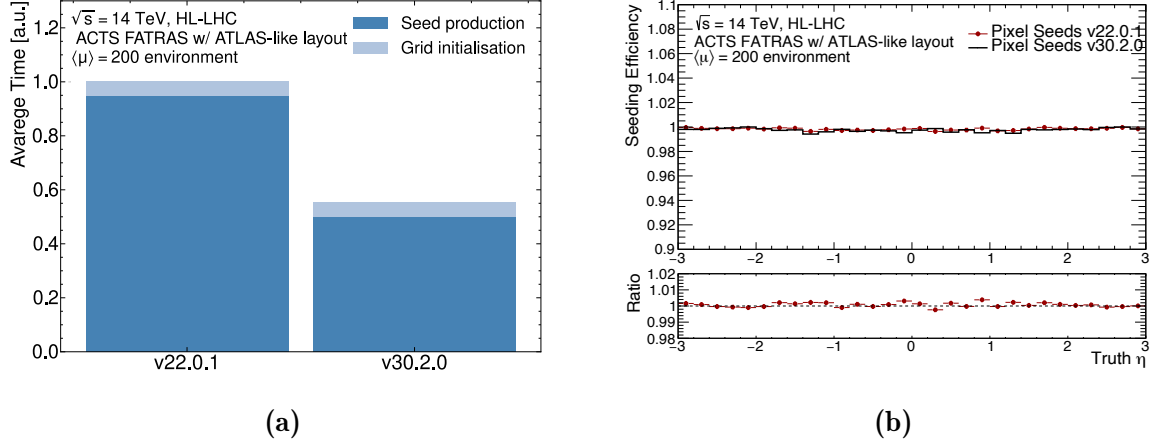 √s = 14 TeV, HL-LHC
ACTS FATRAS w/ ATLAS-like layout
⟨μ⟩ = 200 environment
Seed production
Grid initialisation
Avarege Time [a.u.]
1.2
1.0
0.8
0.6
0.4
0.2
0.0
v22.0.1
v30.2.0
(a)
√s = 14 TeV, HL-LHC
ACTS FATRAS w/ ATLAS-like layout
⟨μ⟩ = 200 environment
Pixel Seeds v22.0.1
Pixel Seeds v30.2.0
Seeding Efficiency
1.1
1.08
1.06
1.04
1.02
1
0.98
0.96
0.94
0.92
0.9
−3
−2
−1
0
1
2
3
Ratio
1.02
1.01
1.00
0.99
0.98
−3
−2
−1
0
1
2
3
Truth η
(b)